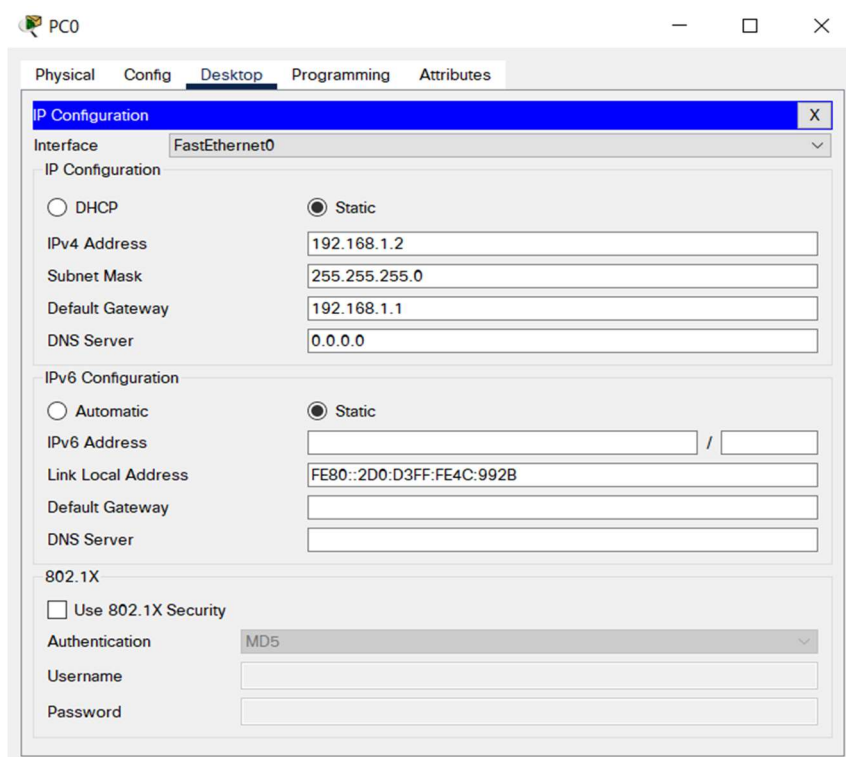 PC0
Physical Config Desktop Programming Attributes
IP Configuration X
Interface FastEthernet0
IP Configuration
DHCP Static
IPv4 Address 192.168.1.2
Subnet Mask 255.255.255.0
Default Gateway 192.168.1.1
DNS Server 0.0.0.0
IPv6 Configuration
Automatic Static
IPv6 Address /
Link Local Address FE80::2D0:D3FF:FE4C:992B
Default Gateway
DNS Server
802.1X
Use 802.1X Security
Authentication MD5
Username
Password